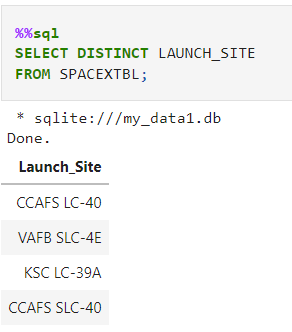 %%sql
SELECT DISTINCT LAUNCH_SITE
FROM SPACEXTBL;
* sqlite:///my_data1.db
Done.
Launch_Site
CCAFS LC-40
VAFB SLC-4E
KSC LC-39A
CCAFS SLC-40